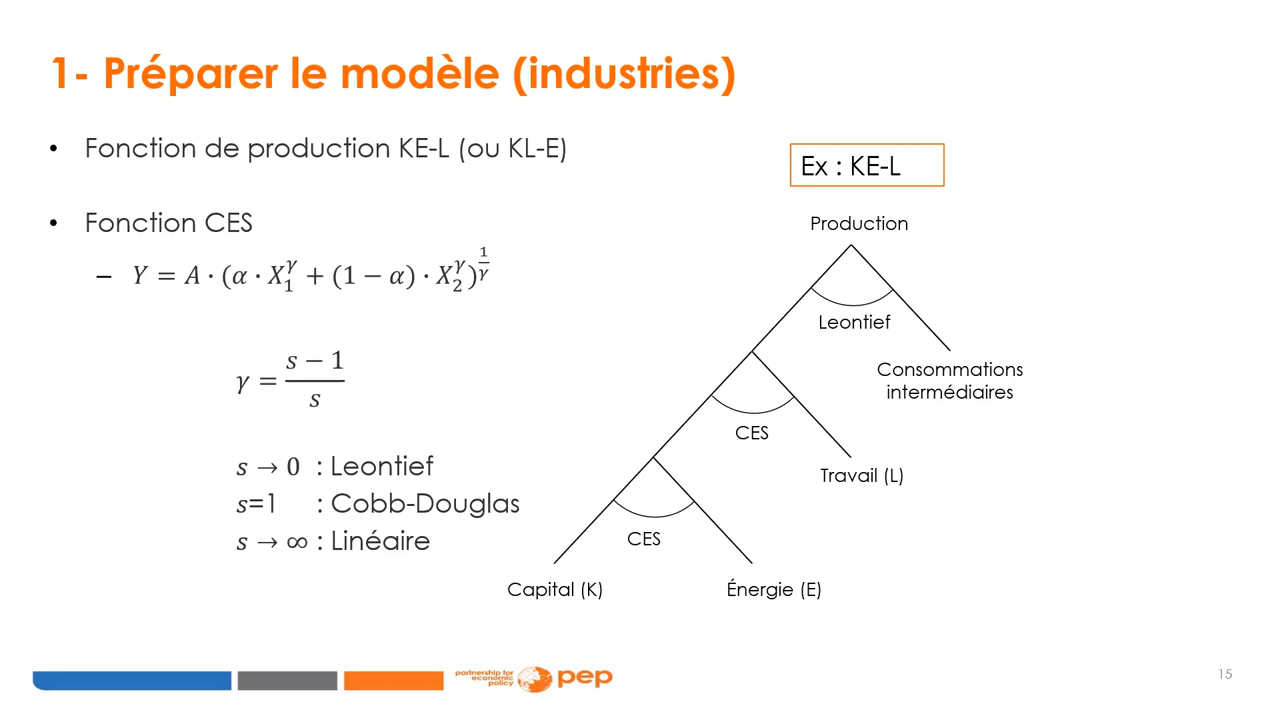 1- Préparer le modèle (industries)
• Fonction de production KE-L (ou KL-E)
• Fonction CES
– Y = A · (α · X₁^γ + (1 − α) · X₂^γ)^(1/γ)
γ = (s − 1)/s
s → 0 : Leontief
s=1 : Cobb-Douglas
s → ∞ : Linéaire
Ex : KE-L
Production
Leontief
Consommations
intermédiaires
CES
Travail (L)
CES
Capital (K)
Énergie (E)
partnership for
economic
policy
pep
15